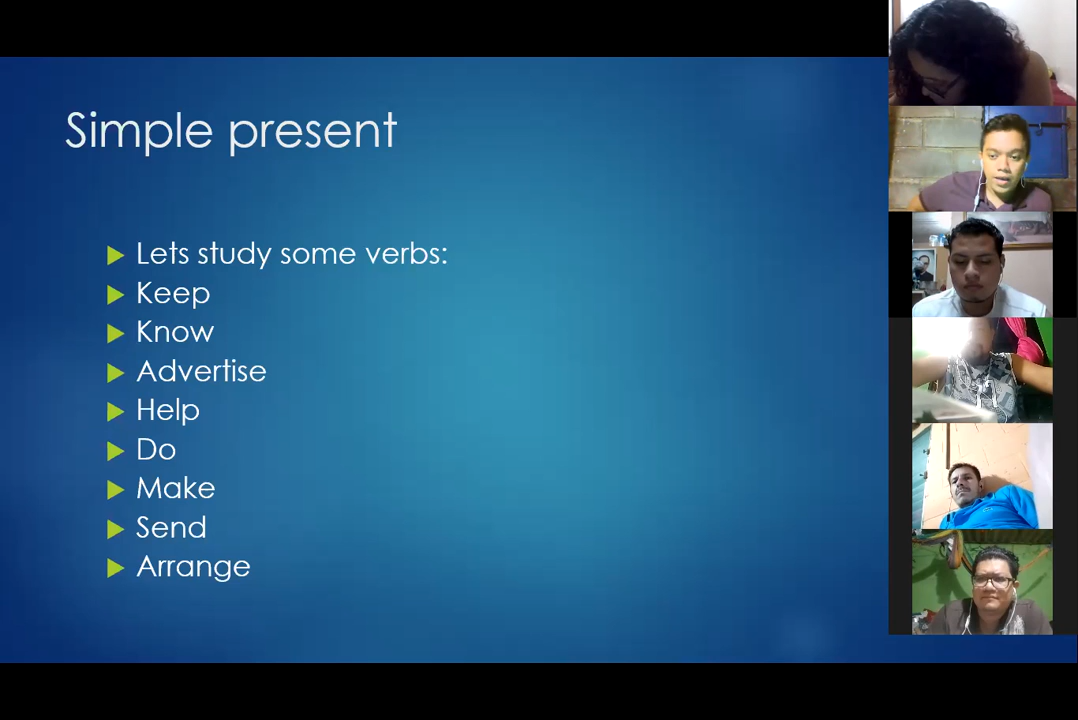 Simple present
Lets study some verbs:
Keep
Know
Advertise
Help
Do
Make
Send
Arrange